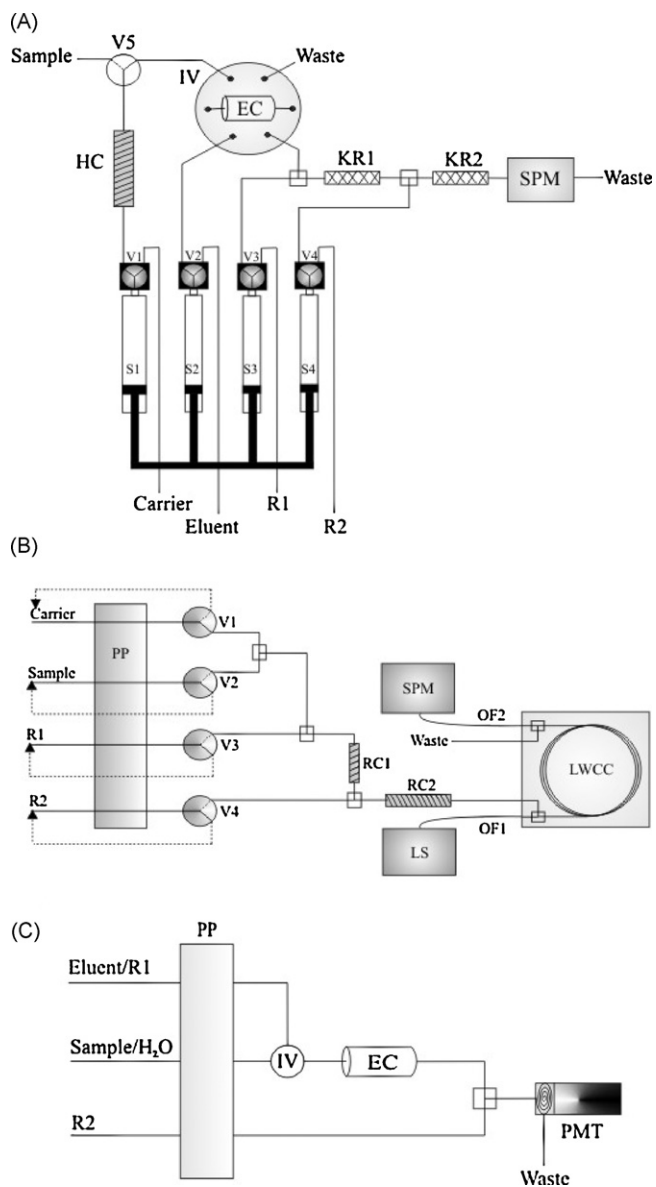 (A)
V5
Sample
Waste
IV
EC
HC
KR1
KR2
SPM
Waste
V1
V2
V3
V4
S1
S2
S3
S4
Carrier
R1
Eluent
R2
(B)
Carrier
V1
PP
Sample
V2
SPM
OF2
Waste
R1
V3
LWCC
RC1
R2
RC2
V4
OF1
LS
(C)
PP
Eluent/R1
Sample/H₂O
IV
EC
R2
PMT
Waste